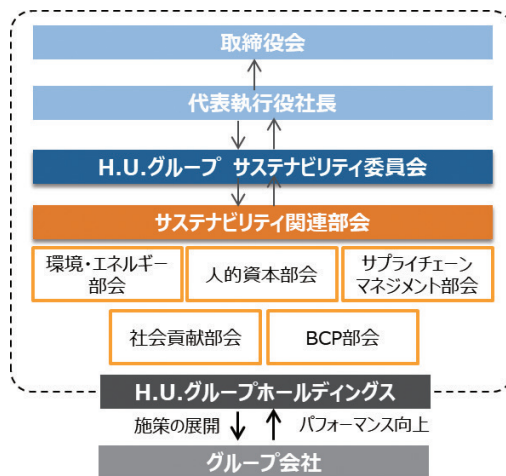 取締役会
代表執行役社長
H.U.グループ サステナビリティ委員会
サステナビリティ関連部会
環境・エネルギー
部会
人的資本部会
サプライチェーン
マネジメント部会
社会貢献部会
BCP部会
H.U.グループホールディングス
施策の展開
パフォーマンス向上
グループ会社